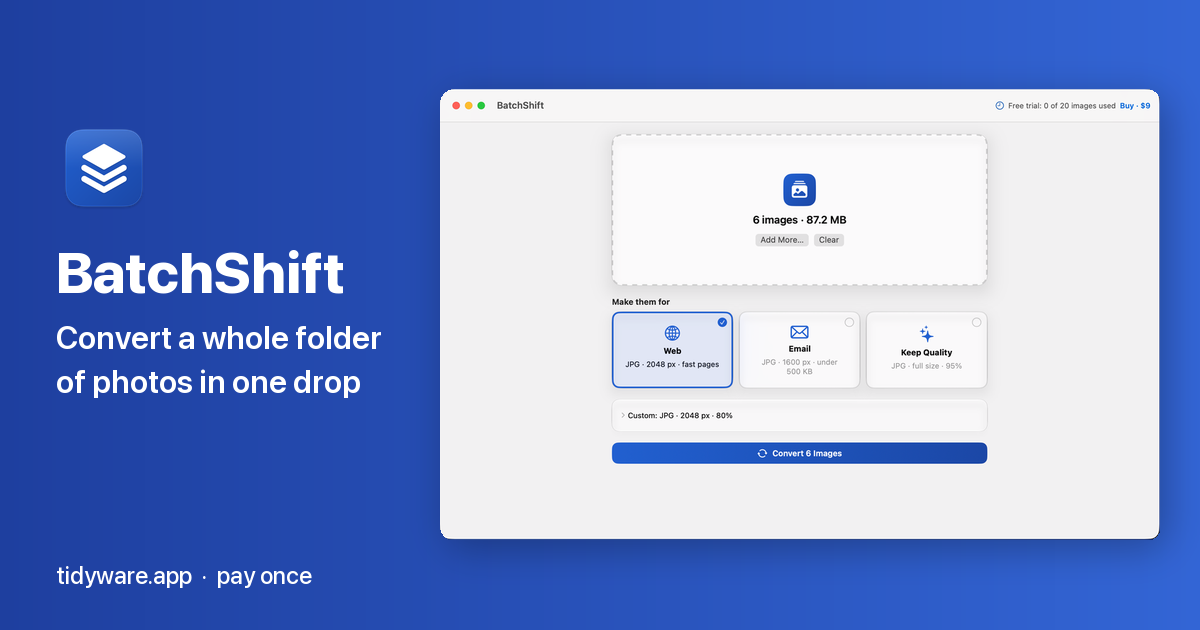 BatchShift
Convert a whole folder
of photos in one drop
tidyware.app · pay once
BatchShift
Free trial: 0 of 20 images used Buy · $9
6 images · 87.2 MB
Add More... Clear
Make them for
Web
JPG · 2048 px · fast pages
Email
JPG · 1600 px · under
500 KB
Keep Quality
JPG · full size · 95%
Custom: JPG · 2048 px · 80%
Convert 6 Images